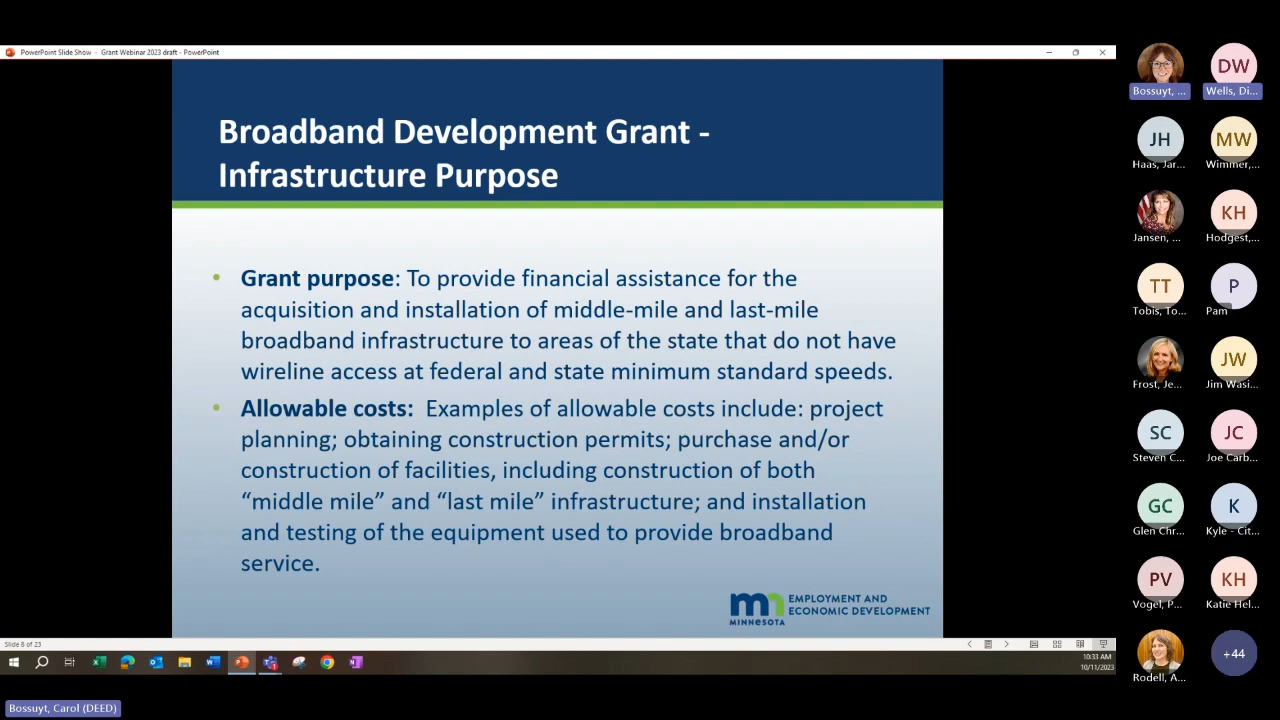 PowerPoint Slide Show - Grant Webinar 2023 draft - PowerPoint
Broadband Development Grant -
Infrastructure Purpose
• Grant purpose: To provide financial assistance for the
acquisition and installation of middle-mile and last-mile
broadband infrastructure to areas of the state that do not have
wireline access at federal and state minimum standard speeds.
• Allowable costs: Examples of allowable costs include: project
planning; obtaining construction permits; purchase and/or
construction of facilities, including construction of both
“middle mile” and “last mile” infrastructure; and installation
and testing of the equipment used to provide broadband
service.
mn
MINNESOTA
EMPLOYMENT AND
ECONOMIC DEVELOPMENT
Slide 8 of 23
10:33 AM
10/11/2023
Bossuyt, Carol (DEED)
Bossuyt, ...
DW
Wells, Di...
JH
Haas, Jar...
MW
Wimmer,...
Jansen, ...
KH
Hodgest,...
TT
Tobis, To...
P
Pam
Frost, Je...
JW
Jim Wasi...
SC
Steven C...
JC
Joe Carb...
GC
Glen Chr...
K
Kyle - Cit...
PV
Vogel, P...
KH
Katie Hel...
Rodell, A...
+44